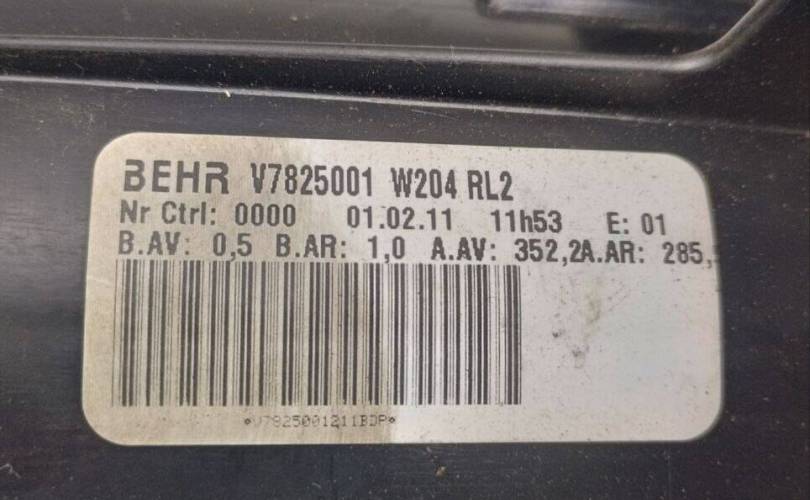 BEHR V7825001 W204 RL2
Nr Ctrl: 0000 01.02.11 11h53 E: 01
B.AV: 0,5 B.AR: 1,0 A.AV: 352,2A.AR: 285,
*V7825001211BDP*